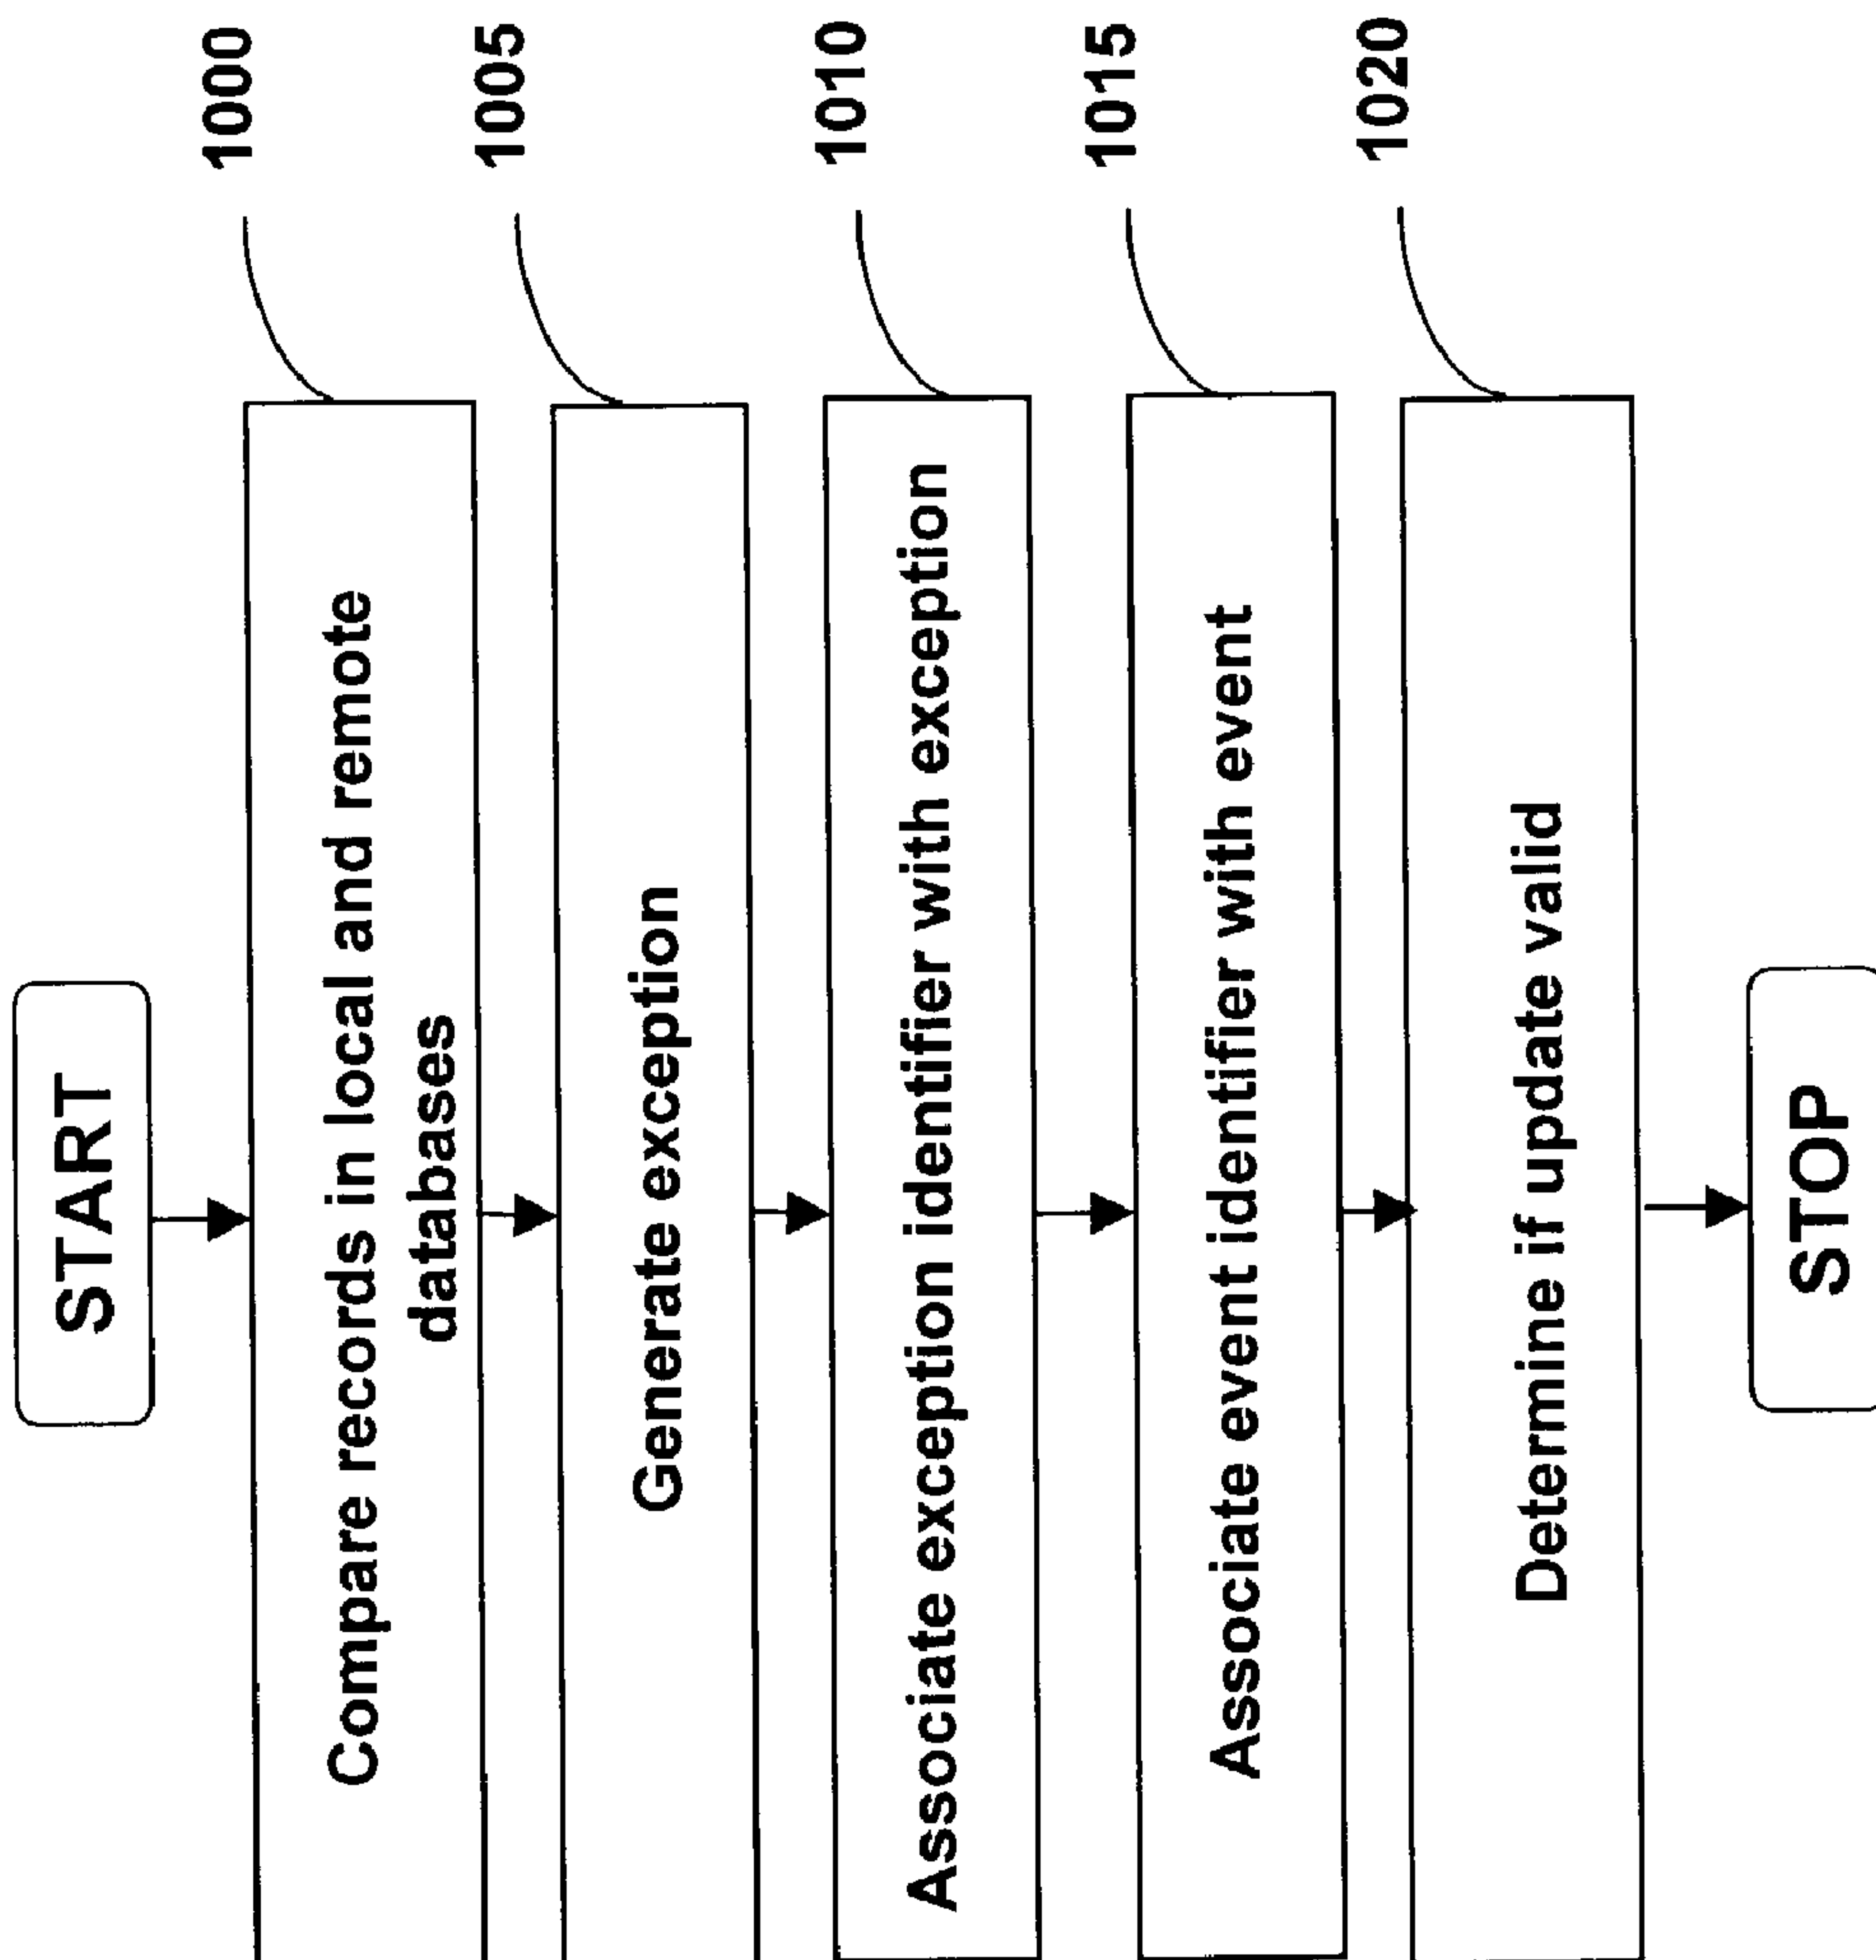 START
Compare records in local and remote
databases
1000
Generate exception
1005
Associate exception iidentifier with exception
1010
Associate event identifier with event
1015
Determine if update valid
1020
STOP